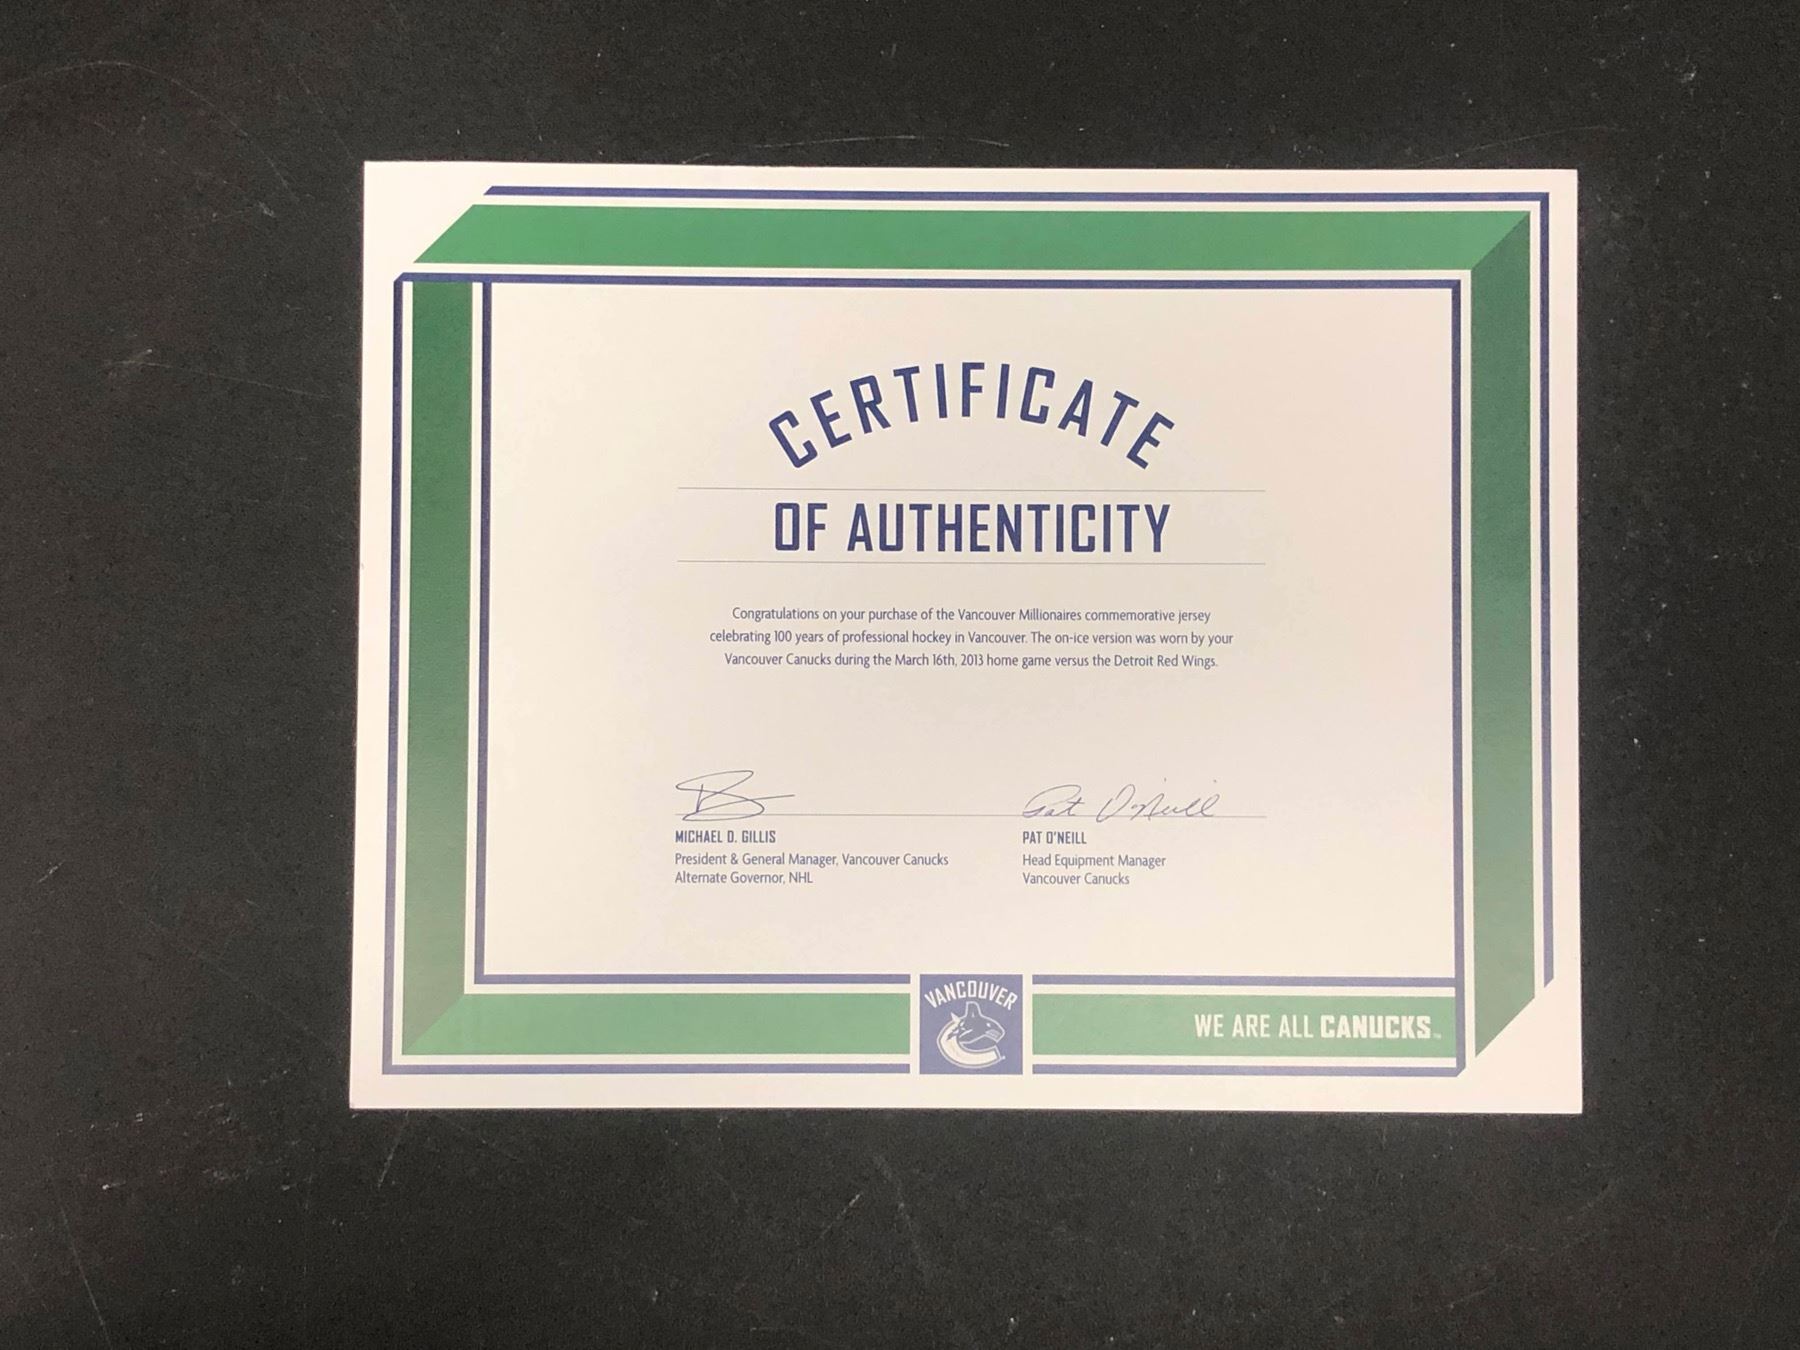 CERTIFICATE
OF AUTHENTICITY
Congratulations on your purchase of the Vancouver Millionaires commemorative jersey
celebrating 100 years of professional hockey in Vancouver. The on-ice version was worn by your
Vancouver Canucks during the March 16th, 2013 home game versus the Detroit Red Wings.
Pat O'Neill
MICHAEL D. GILLIS
President & General Manager, Vancouver Canucks
Alternate Governor, NHL
PAT O'NEILL
Head Equipment Manager
Vancouver Canucks
VANCOUVER
WE ARE ALL CANUCKS™